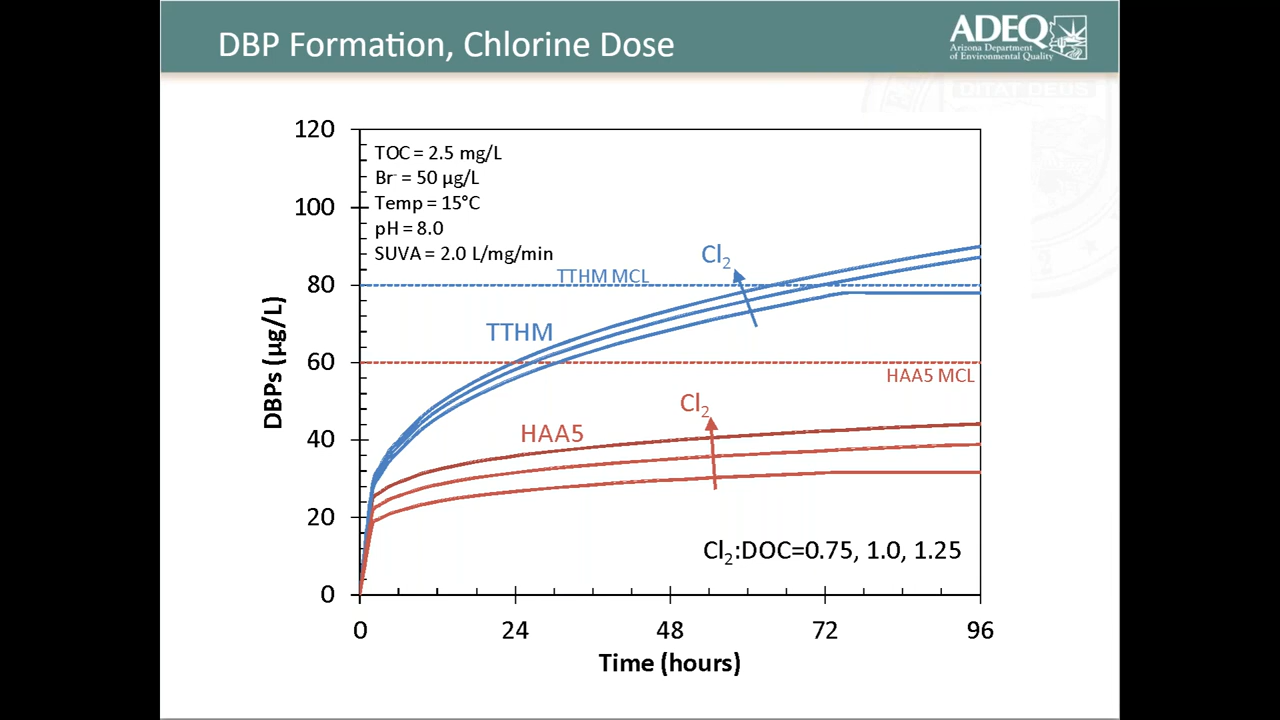 DBP Formation, Chlorine Dose
ADEQ
Arizona Department
of Environmental Quality
DITAT DEUS
120
100
80
60
40
20
0
DBPs (µg/L)
TOC = 2.5 mg/L
Br⁻ = 50 µg/L
Temp = 15°C
pH = 8.0
SUVA = 2.0 L/mg/min
Cl₂
TTHM MCL
TTHM
HAA5 MCL
Cl₂
HAA5
Cl₂:DOC=0.75, 1.0, 1.25
0 24 48 72 96
Time (hours)